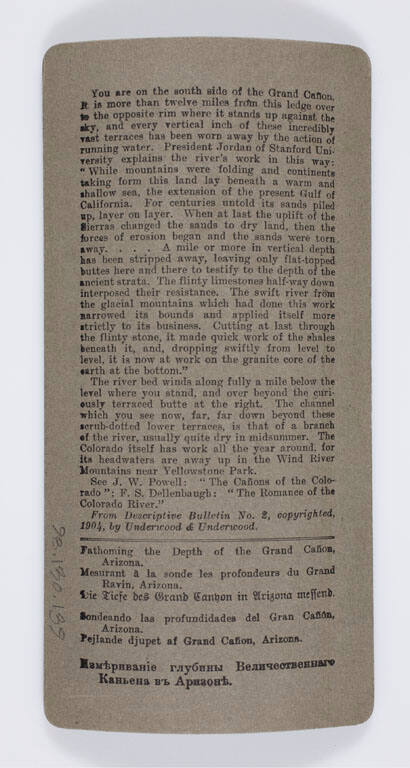 You are on the south side of the Grand Cañon.
It is more than twelve miles from this ledge over
to the opposite rim where it stands up against the
sky, and every vertical inch of these incredibly
vast terraces has been worn away by the action of
running water. President Jordan of Stanford Uni-
versity explains the river's work in this way:
"While mountains were folding and continents
taking form this land lay beneath a warm and
shallow sea, the extension of the present Gulf of
California. For centuries untold its sands piled
up, layer on layer. When at last the uplift of the
Sierras changed the sands to dry land, then the
forces of erosion began and the sands were torn
away. . . . A mile or more in vertical depth
has been stripped away, leaving only flat-topped
buttes here and there to testify to the depth of the
ancient strata. The flinty limestones half-way down
interposed their resistance. The swift river from
the glacial mountains which had done this work
narrowed its bounds and applied itself more
strictly to its business. Cutting at last through
the flinty stone, it made quick work of the shales
beneath it, and, dropping swiftly from level to
level, it is now at work on the granite core of the
earth at the bottom."
The river bed winds along fully a mile below the
level where you stand, and over beyond the curi-
ously terraced butte at the right. The channel
which you see now, far, far down beyond these
scrub-dotted lower terraces, is that of a branch
of the river, usually quite dry in midsummer. The
Colorado itself has work all the year around, for
its headwaters are away up in the Wind River
Mountains near Yellowstone Park.
See J. W. Powell: "The Cañons of the Colo-
rado"; F. S. Dellenbaugh: "The Romance of the
Colorado River."
From Descriptive Bulletin No. 2, copyrighted,
1904, by Underwood & Underwood.
Fathoming the Depth of the Grand Cañon,
Arizona.
Mesurant à la sonde les profondeurs du Grand
Ravin, Arizona.
Die Tiefe des Grand Canyon in Arizona messend.
Sondeando las profundidades del Gran Cañón,
Arizona.
Pejlande djupet af Grand Cañon, Arizona.
Измѣриваніе глубины Величественнаго
Каньена въ Аризонѣ.
92.190.199